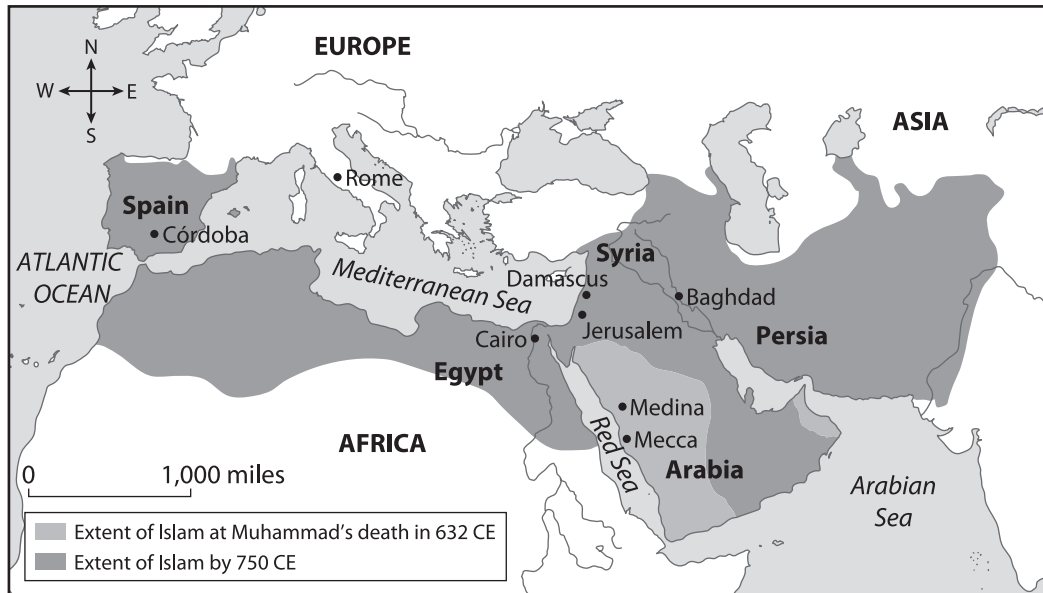 EUROPE
N
W E
S
ASIA
Rome
Spain
Córdoba
ATLANTIC
OCEAN
Mediterranean Sea
Syria
Damascus
Baghdad
Jerusalem
Cairo
Persia
Egypt
Medina
Mecca
AFRICA
Red Sea
Arabia
Arabian
Sea
0 1,000 miles
Extent of Islam at Muhammad's death in 632 CE
Extent of Islam by 750 CE